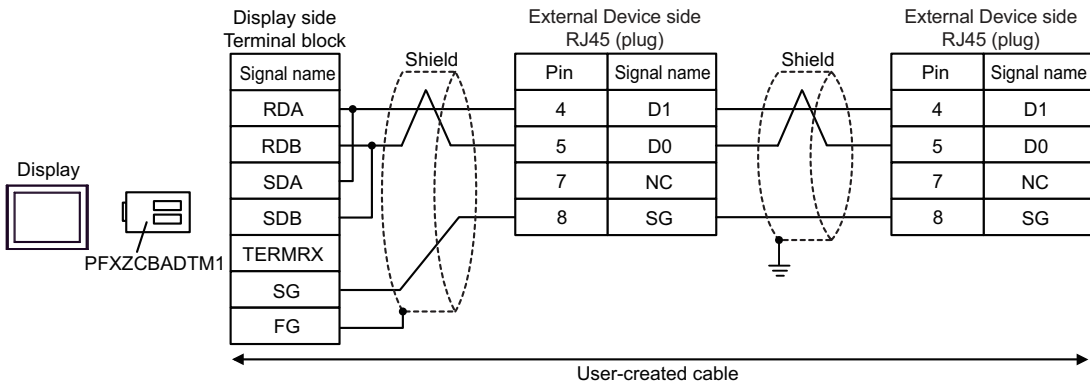 Display side
Terminal block
External Device side
RJ45 (plug)
External Device side
RJ45 (plug)
Signal name
Shield
Pin
Signal name
Shield
Pin
Signal name
RDA
4
D1
4
D1
RDB
5
D0
5
D0
SDA
7
NC
7
NC
SDB
8
SG
8
SG
TERMRX
SG
FG
Display
PFXZCBADTM1
User-created cable